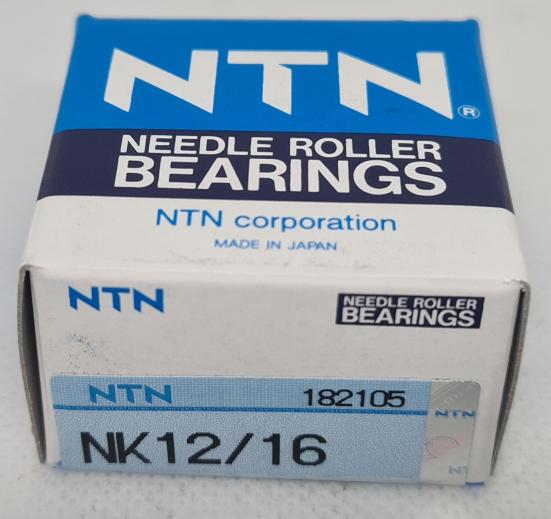 NTN®
NEEDLE ROLLER
BEARINGS
NTN corporation
MADE IN JAPAN
NTN
NEEDLE ROLLER
BEARINGS
NTN
182105
NK12/16
NTN